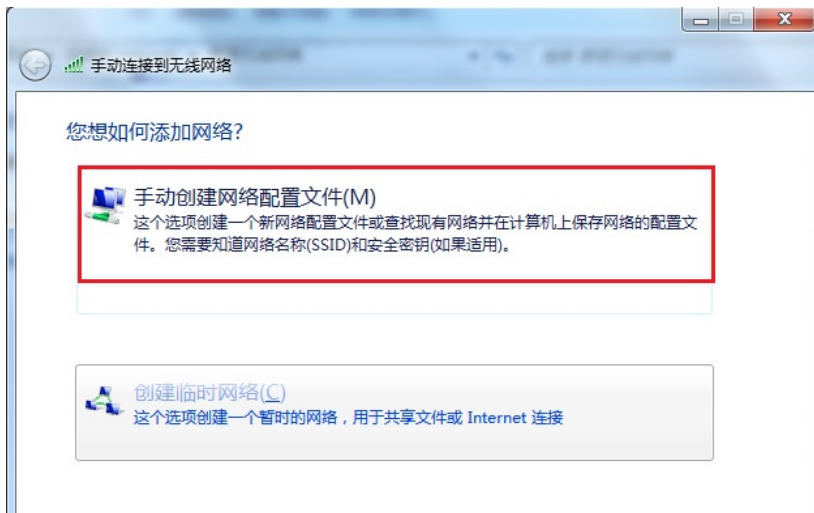 手动连接到无线网络
您想如何添加网络?
手动创建网络配置文件(M)
这个选项创建一个新网络配置文件或查找现有网络并在计算机上保存网络的配置文
件。您需要知道网络名称(SSID)和安全密钥(如果适用)。
创建临时网络(C)
这个选项创建一个暂时的网络，用于共享文件或 Internet 连接